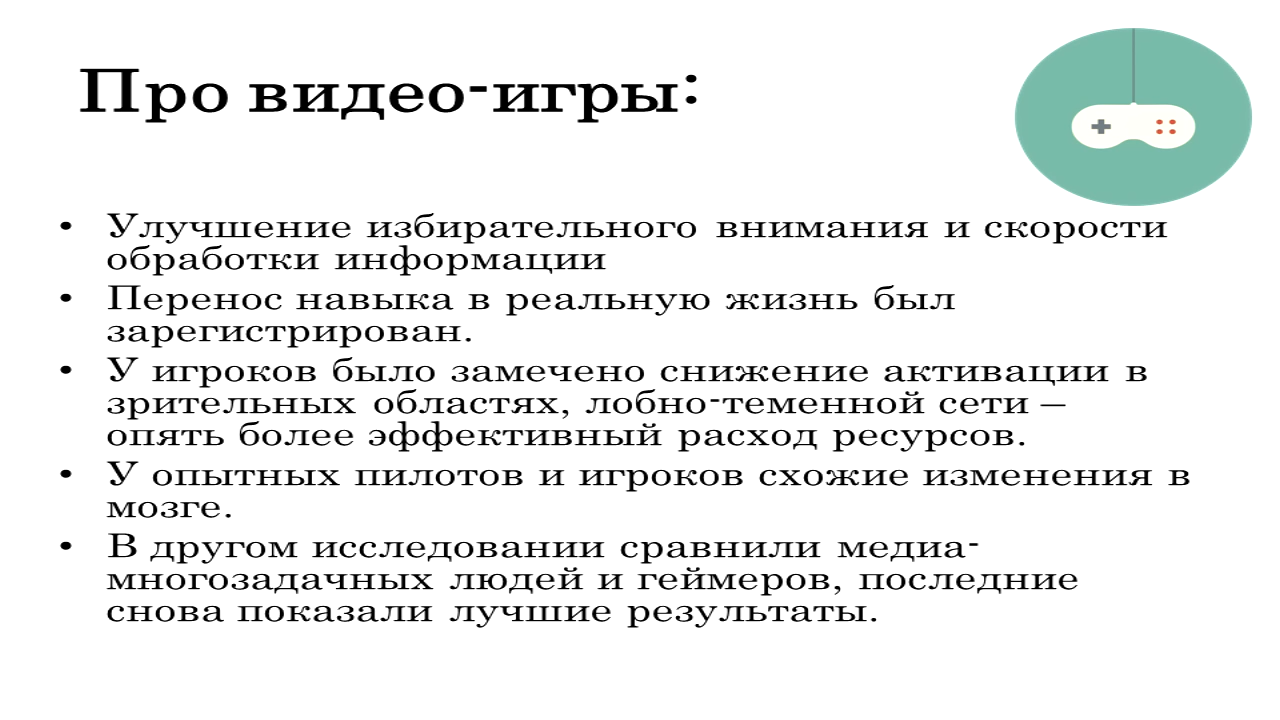 Про видео-игры:
• Улучшение избирательного внимания и скорости
обработки информации
• Перенос навыка в реальную жизнь был
зарегистрирован.
• У игроков было замечено снижение активации в
зрительных областях, лобно-теменной сети –
опять более эффективный расход ресурсов.
• У опытных пилотов и игроков схожие изменения в
мозге.
• В другом исследовании сравнили медиа-
многозадачных людей и геймеров, последние
снова показали лучшие результаты.